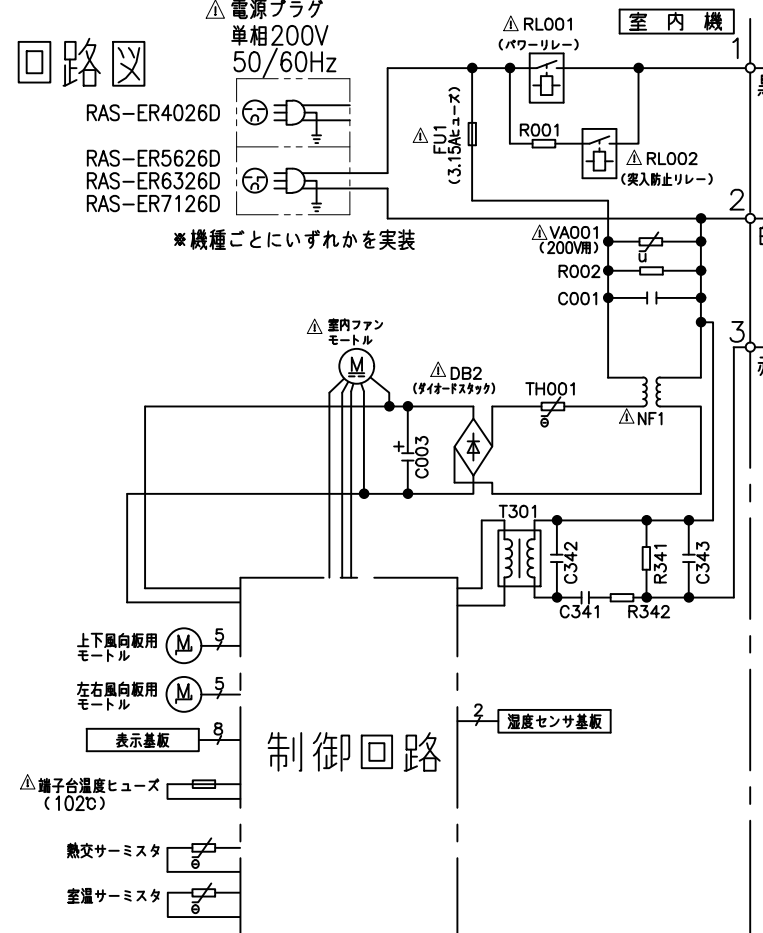 回路図
⚠ 電源プラグ
単相200V
50/60Hz
RAS-ER4026D
RAS-ER5626D
RAS-ER6326D
RAS-ER7126D
※機種ごとにいずれかを実装
室内機
⚠ RL001
(パワーリレー)
R001
⚠ RL002
(突入防止リレー)
⚠ FU1
(3.15Aヒューズ)
1
2
3
⚠ VA001
(200V用)
U
R002
C001
⚠ NF1
⚠ 室内ファン
モートル
M
⚠ DB2
(ダイオードスタック)
TH001
θ
+
C003
T301
C342
R341
C343
C341
R342
上下風向板用
モートル
M
5
左右風向板用
モートル
M
5
表示基板
8
制御回路
2
湿度センサ基板
⚠ 端子台温度ヒューズ
(102℃)
熱交サーミスタ
θ
室温サーミスタ
θ